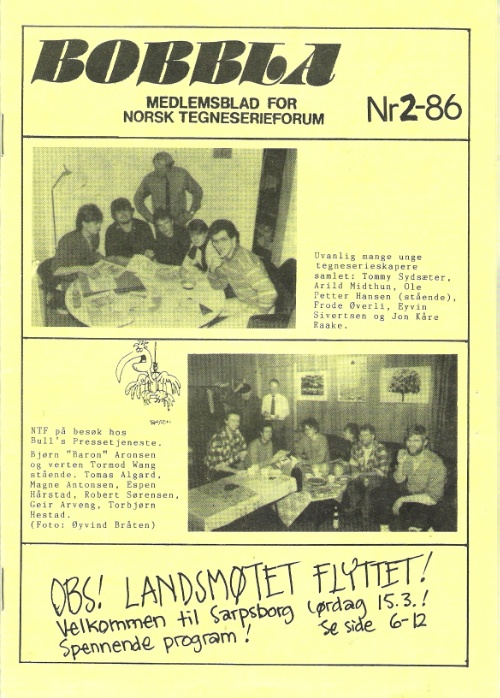 BOBBLA
MEDLEMSBLAD FOR
NORSK TEGNESERIEFORUM
Nr 2-86
Uvanlig mange unge
tegneserieskapere
samlet: Tommy Sydsæter,
Arild Midthun, Ole
Petter Hansen (stående),
Frode Øverli, Eyvin
Sivertsen og Jon Kåre
Raake.
NTF på besøk hos
Bull's Pressetjeneste.
Bjørn "Baron" Aronsen
og verten Tormod Wang
stående. Tomas Algard,
Magne Antonsen, Espen
Hårstad, Robert Sørensen,
Geir Arveng, Torbjørn
Hestad.
(Foto: Øyvind Bråten)
OBS! LANDSMØTET FLYTTET!
Velkommen til Sarpsborg lørdag 15.3.!
Spennende program! Se side 6-12